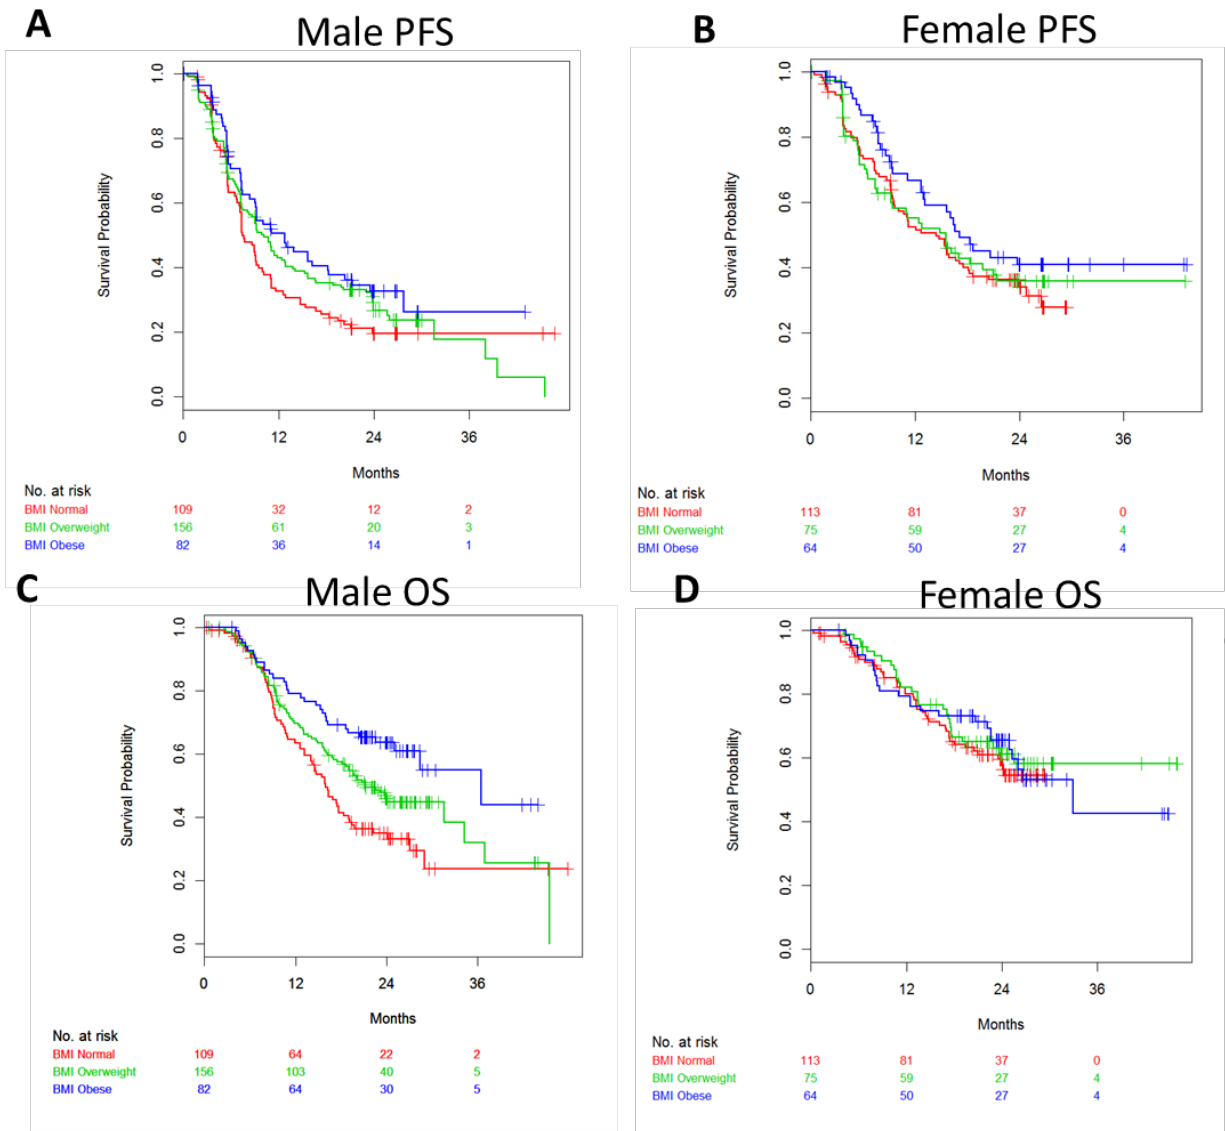 A
Male PFS
1.0
0.8
0.6
0.4
0.2
0.0
Survival Probability
0 12 24 36
Months
No. at risk
BMI Normal 109 32 12 2
BMI Overweight 156 61 20 3
BMI Obese 82 36 14 1
B
Female PFS
1.0
0.8
0.6
0.4
0.2
0.0
Survival Probability
0 12 24 36
Months
No. at risk
BMI Normal 113 81 37 0
BMI Overweight 75 59 27 4
BMI Obese 64 50 27 4
C
Male OS
1.0
0.8
0.6
0.4
0.2
0.0
Survival Probability
0 12 24 36
Months
No. at risk
BMI Normal 109 64 22 2
BMI Overweight 156 103 40 5
BMI Obese 82 64 30 5
D
Female OS
1.0
0.8
0.6
0.4
0.2
0.0
Survival Probability
0 12 24 36
Months
No. at risk
BMI Normal 113 81 37 0
BMI Overweight 75 59 27 4
BMI Obese 64 50 27 4